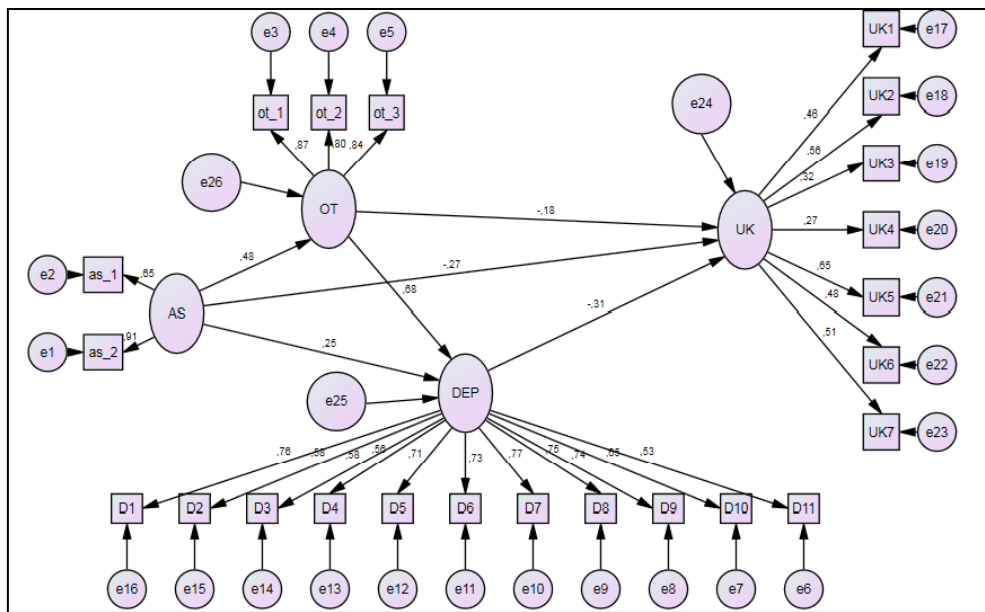 e3 e4 e5 UK1 e17
ot_1 ot_2 ot_3 e24 UK2 e18
,87 ,80 ,84 ,46
,56
e26 ,32 UK3 e19
OT -,18 UK ,27 UK4 e20
e2 as_1 ,65 ,48 -,27 ,65
AS ,68 -,31 ,48 UK5 e21
e1 as_2 ,91 ,51
,25 UK6 e22
e25 DEP
UK7 e23
,76 ,58 ,58 ,56 ,71 ,73 ,77 ,75 ,74 ,65 ,53
D1 D2 D3 D4 D5 D6 D7 D8 D9 D10 D11
e16 e15 e14 e13 e12 e11 e10 e9 e8 e7 e6